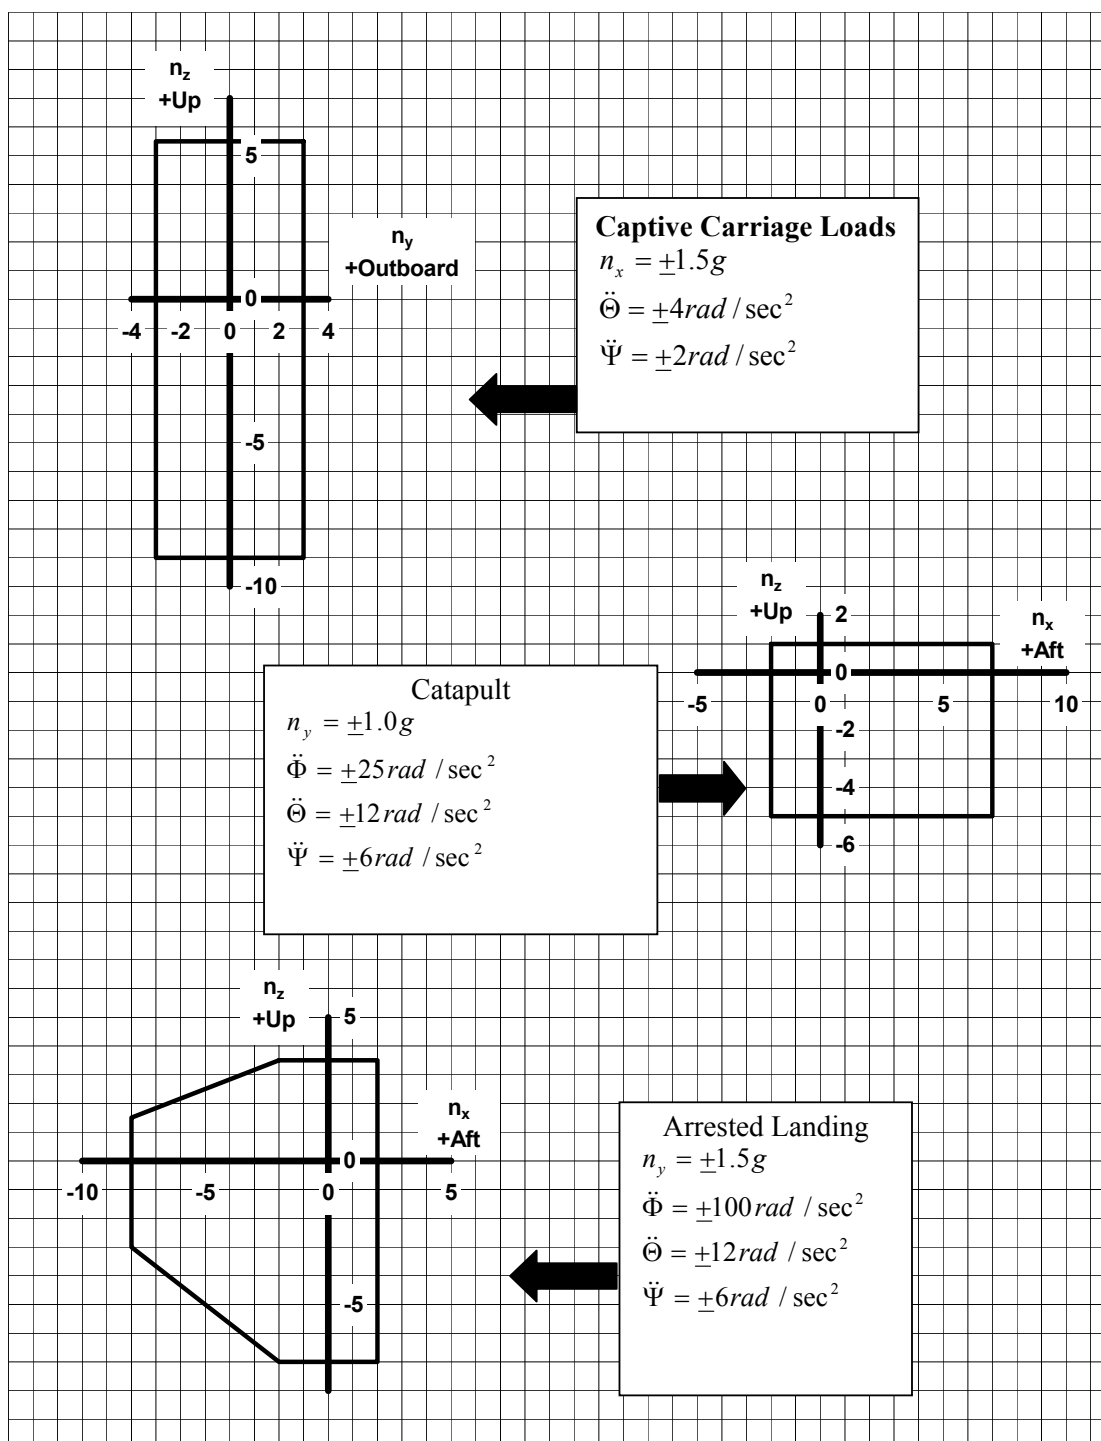 n_z
+Up
5
n_y
+Outboard
0
-4 -2 0 2 4
-5
-10
Captive Carriage Loads
n_x = ±1.5g
Θ̈ = ±4rad / sec²
Ψ̈ = ±2rad / sec²
n_z
+Up
2
n_x
+Aft
0
-5 0 5 10
-2
-4
-6
Catapult
n_y = ±1.0g
Φ̈ = ±25rad / sec²
Θ̈ = ±12rad / sec²
Ψ̈ = ±6rad / sec²
n_z
+Up
5
n_x
+Aft
0
-10 -5 0 5
-5
Arrested Landing
n_y = ±1.5g
Φ̈ = ±100rad / sec²
Θ̈ = ±12rad / sec²
Ψ̈ = ±6rad / sec²